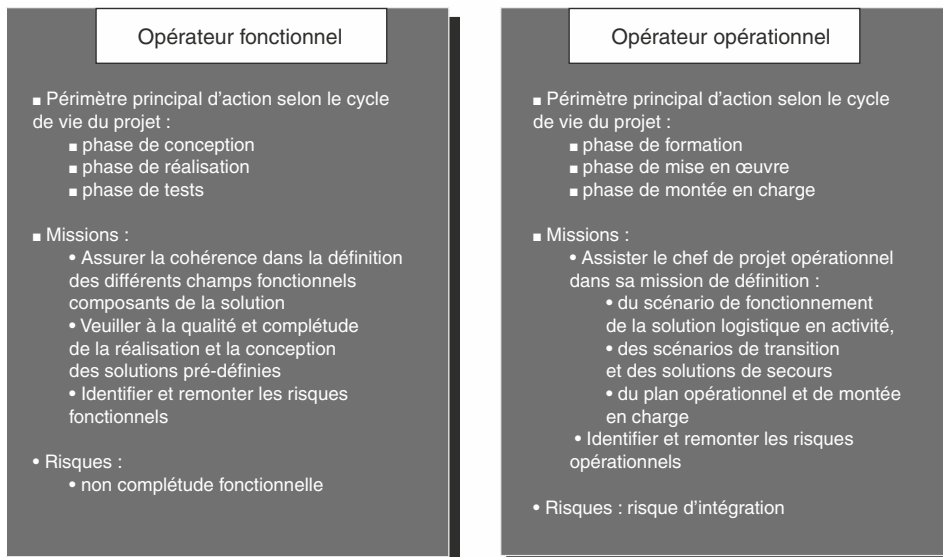 Opérateur fonctionnel
■ Périmètre principal d'action selon le cycle
de vie du projet :
■ phase de conception
■ phase de réalisation
■ phase de tests
■ Missions :
• Assurer la cohérence dans la définition
des différents champs fonctionnels
composants de la solution
• Veuiller à la qualité et complétude
de la réalisation et la conception
des solutions pré-définies
• Identifier et remonter les risques
fonctionnels
• Risques :
• non complétude fonctionnelle
Opérateur opérationnel
■ Périmètre principal d'action selon le cycle
de vie du projet :
■ phase de formation
■ phase de mise en œuvre
■ phase de montée en charge
■ Missions :
• Assister le chef de projet opérationnel
dans sa mission de définition :
• du scénario de fonctionnement
de la solution logistique en activité,
• des scénarios de transition
et des solutions de secours
• du plan opérationnel et de montée
en charge
• Identifier et remonter les risques
opérationnels
• Risques : risque d'intégration